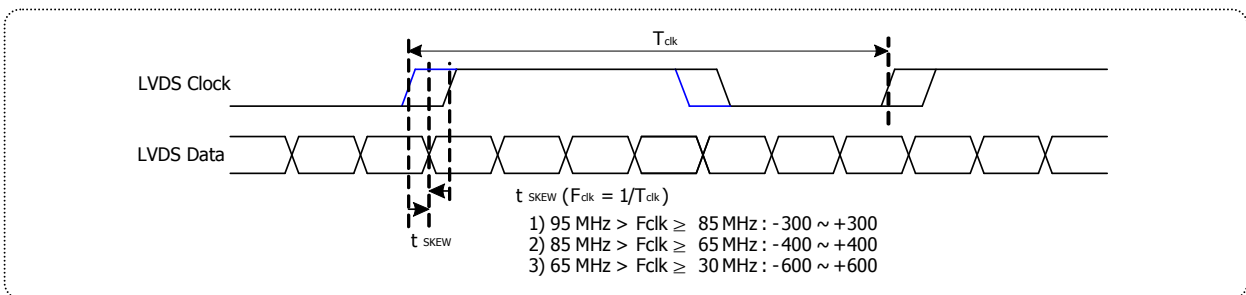 Tclk
LVDS Clock
LVDS Data
t SKEW (Fclk = 1/Tclk)
1) 95 MHz > Fclk ≥ 85 MHz : -300 ~ +300
t SKEW
2) 85 MHz > Fclk ≥ 65 MHz : -400 ~ +400
3) 65 MHz > Fclk ≥ 30 MHz : -600 ~ +600